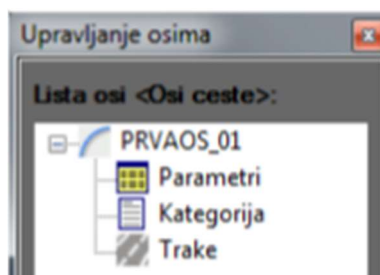 Upravljanje osima
Lista osi <Osi ceste>:
PRVAOS_01
Parametri
Kategorija
Trake